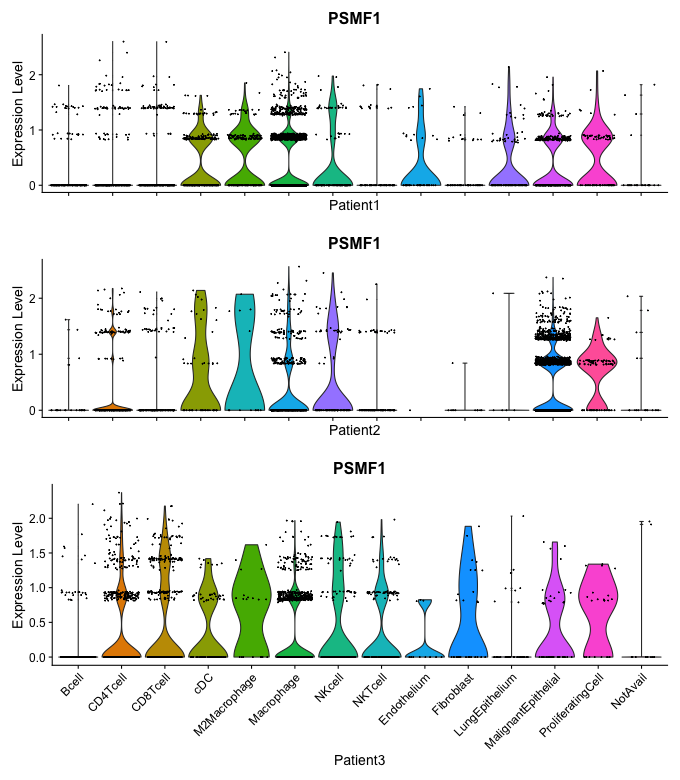 PSMF1
Expression Level
2
1
0
Patient1
PSMF1
Expression Level
2
1
0
Patient2
PSMF1
Expression Level
2.0
1.5
1.0
0.5
0.0
Bcell
CD4Tcell
CD8Tcell
cDC
M2Macrophage
Macrophage
NKcell
NKTcell
Endothelium
Fibroblast
LungEpithelium
MalignantEpithelial
ProliferatingCell
NotAvail
Patient3